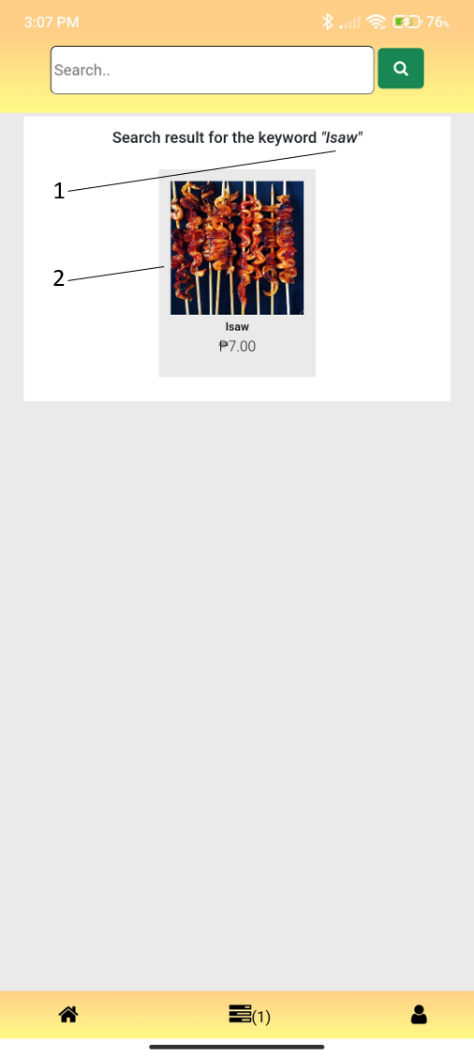 3:07 PM 76%
Search..
Search result for the keyword "Isaw"
1
2
Isaw
₱7.00
(1)